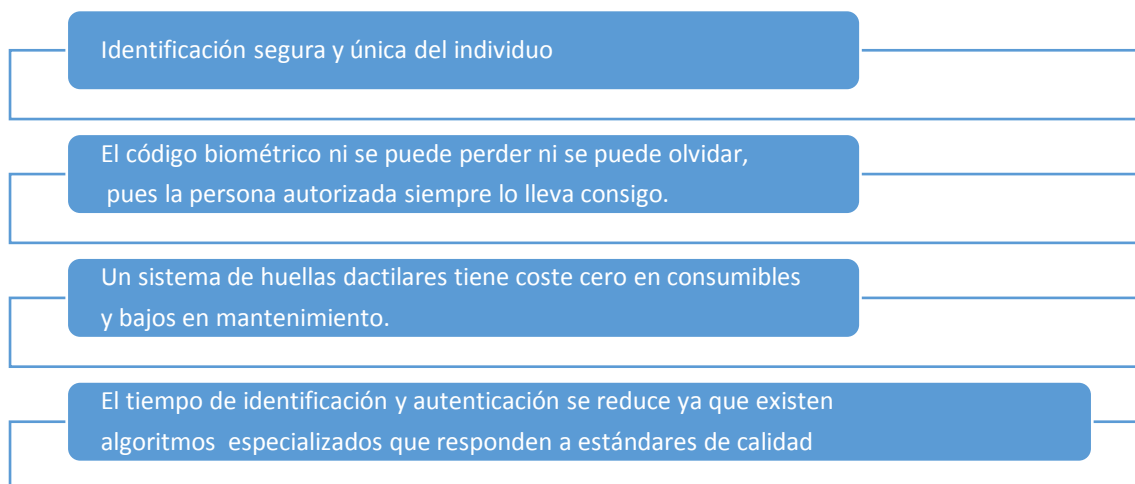 Identificación segura y única del individuo
El código biométrico ni se puede perder ni se puede olvidar,
pues la persona autorizada siempre lo lleva consigo.
Un sistema de huellas dactilares tiene coste cero en consumibles
y bajos en mantenimiento.
El tiempo de identificación y autenticación se reduce ya que existen
algoritmos especializados que responden a estándares de calidad